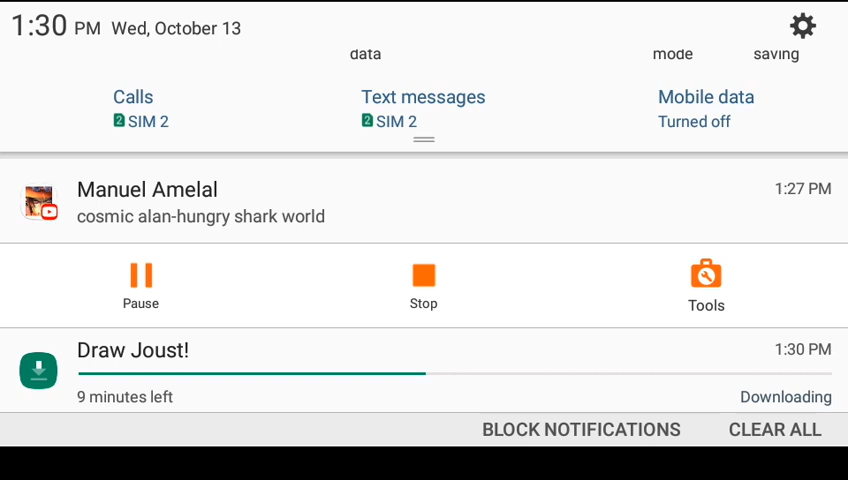 1:30 PM Wed, October 13
data mode saving
Calls Text messages Mobile data
2 SIM 2 2 SIM 2 Turned off
Manuel Amelal 1:27 PM
cosmic alan-hungry shark world
Pause Stop Tools
Draw Joust! 1:30 PM
9 minutes left Downloading
BLOCK NOTIFICATIONS CLEAR ALL